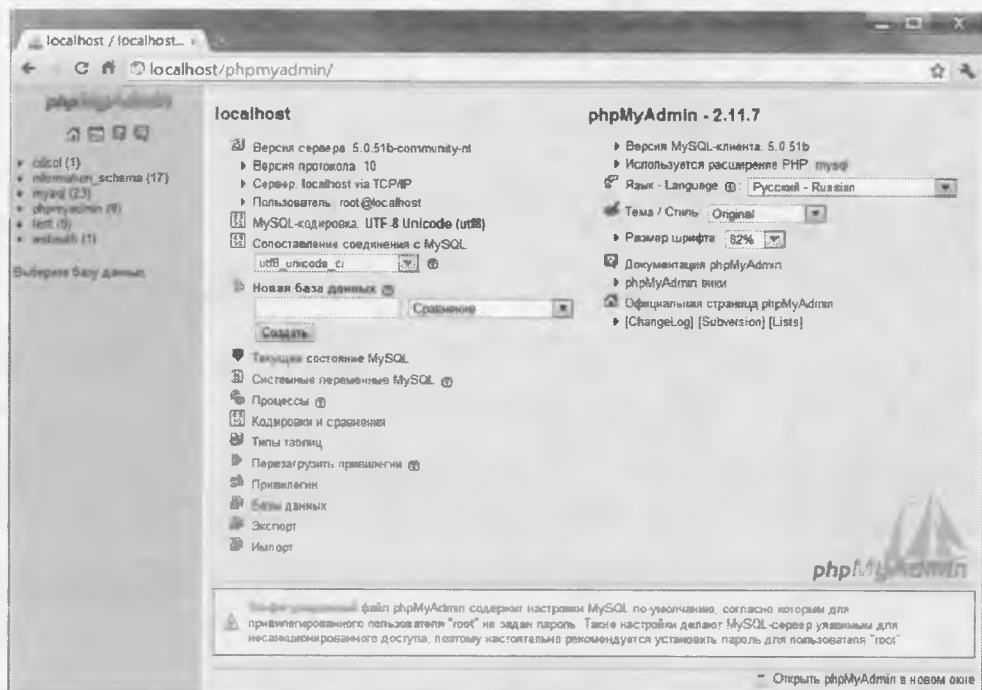 localhost / localhost...
localhost/phpmyadmin/
phpMyAdmin
cdcol (1)
information_schema (17)
mysql (23)
phpmyadmin (8)
test (0)
webauth (1)
Выберите базу данных
localhost
Версия сервера: 5.0.51b-community-nt
Версия протокола: 10
Сервер: localhost via TCP/IP
Пользователь: root@localhost
MySQL-кодировка: UTF-8 Unicode (utf8)
Сопоставление соединения с MySQL
utf8_unicode_ci
Новая база данных
Сравнение
Создать
Текущее состояние MySQL
Системные переменные MySQL
Процессы
Кодировки и сравнения
Типы таблиц
Перезагрузить привилегии
Привилегии
Базы данных
Экспорт
Импорт
phpMyAdmin - 2.11.7
Версия MySQL-клиента: 5.0.51b
Используется расширение PHP: mysql
Язык - Language: Русский - Russian
Тема / Стиль: Original
Размер шрифта: 82%
Документация phpMyAdmin
phpMyAdmin вики
Официальная страница phpMyAdmin
[ChangeLog] [Subversion] [Lists]
phpMyAdmin
файл phpMyAdmin содержит настройки MySQL по-умолчанию, согласно которым для
привилегированного пользователя "root" не задан пароль. Такие настройки делают MySQL-сервер уязвимым для
несанкционированного доступа, поэтому настоятельно рекомендуется установить пароль для пользователя "root".
Открыть phpMyAdmin в новом окне